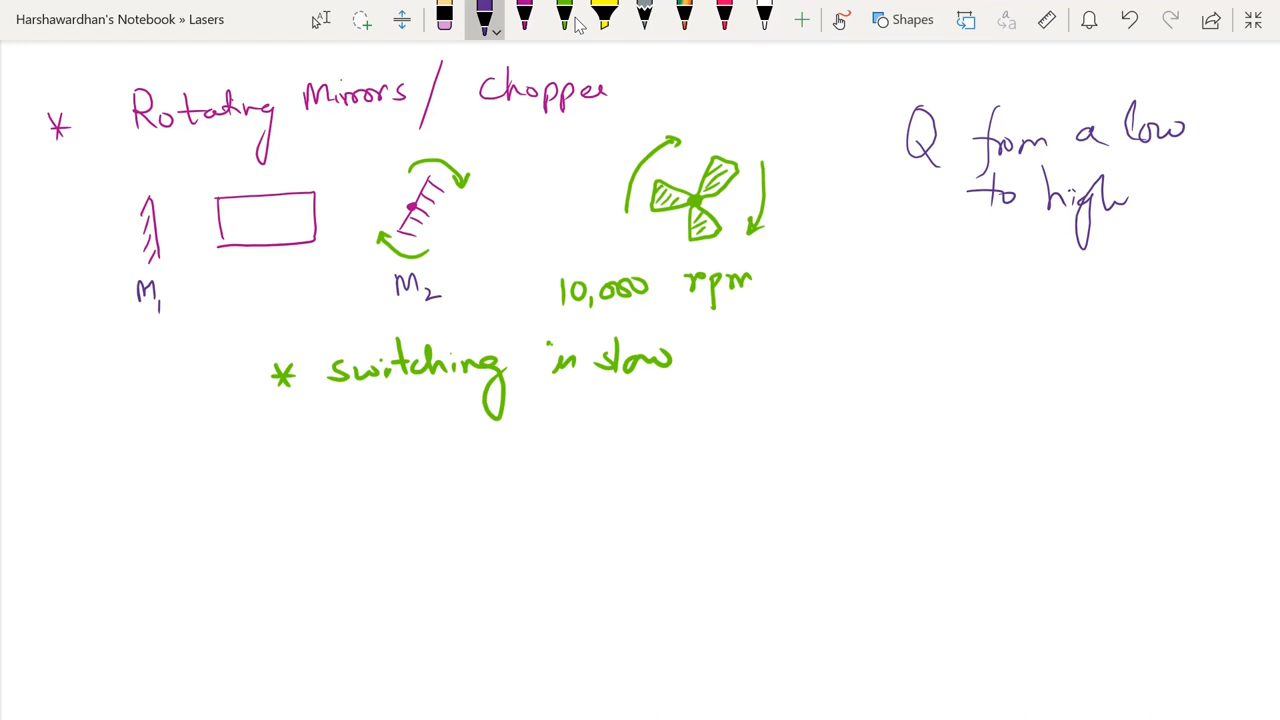 Harshawardhan's Notebook » Lasers
Shapes
* Rotating Mirrors / Chopper
Q from a low
to high
M1
M2
10,000 rpm
* switching is slow